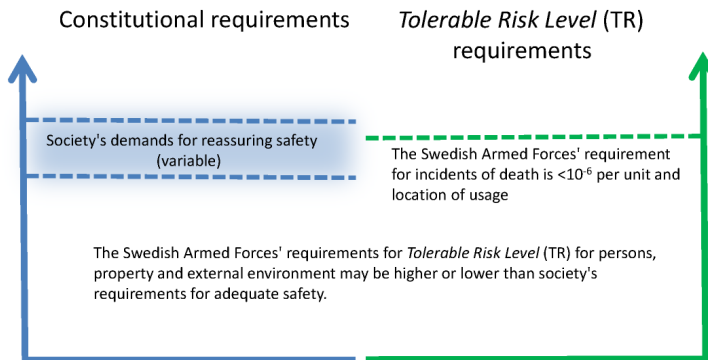 Constitutional requirements
Tolerable Risk Level (TR)
requirements
Society's demands for reassuring safety
(variable)
The Swedish Armed Forces' requirement
for incidents of death is <10⁻⁶ per unit and
location of usage
The Swedish Armed Forces' requirements for Tolerable Risk Level (TR) for persons,
property and external environment may be higher or lower than society's
requirements for adequate safety.